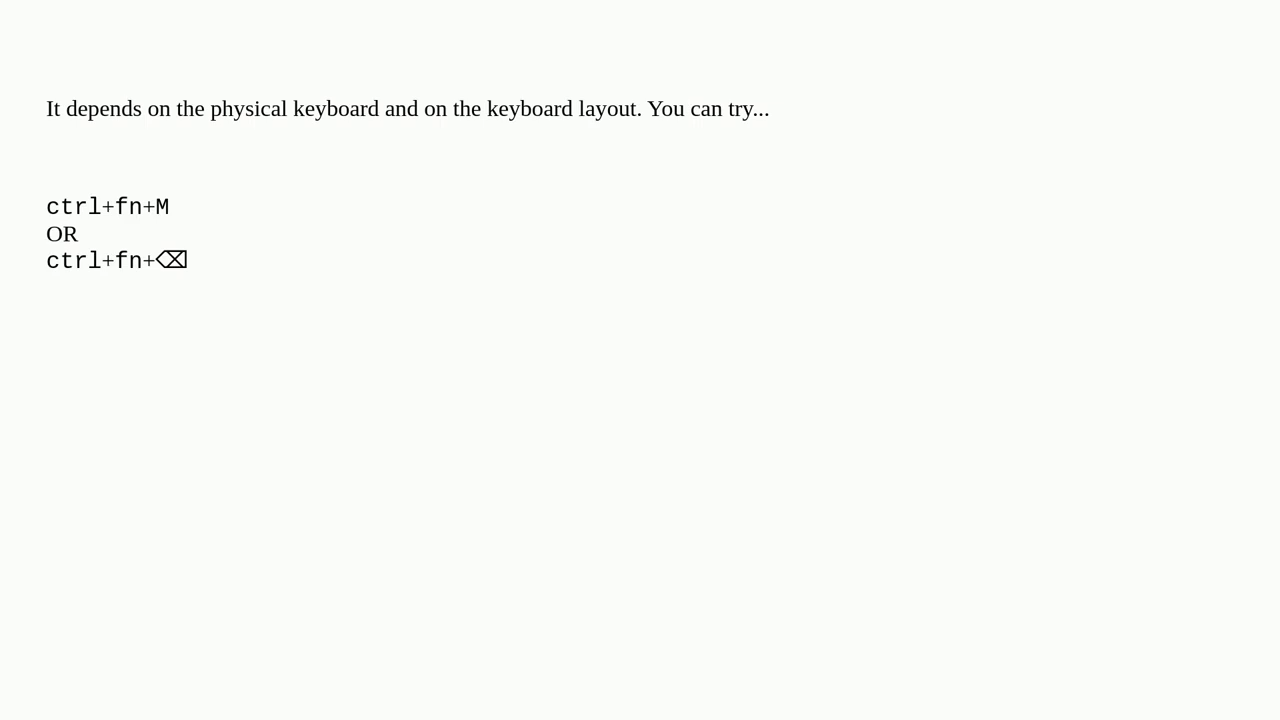 It depends on the physical keyboard and on the keyboard layout. You can try...
ctrl+fn+M
OR
ctrl+fn+⌫